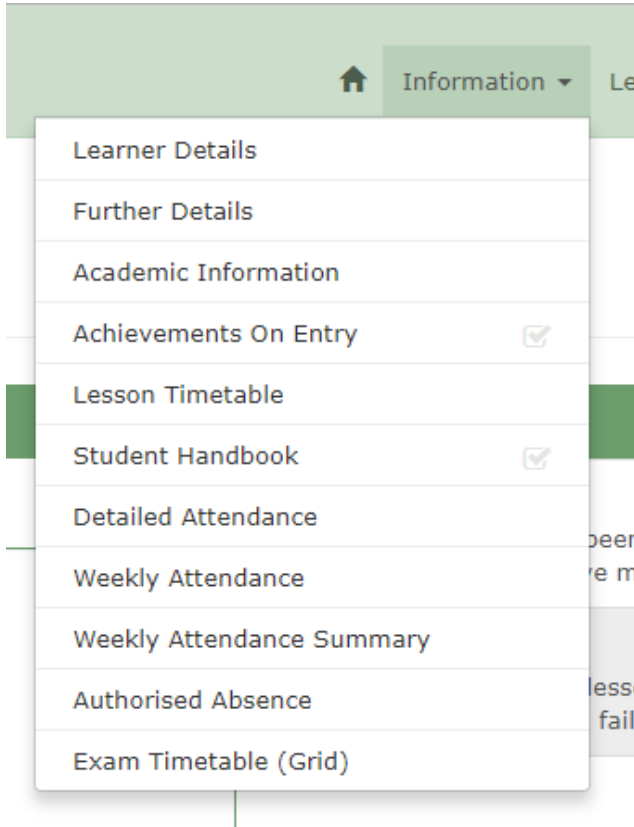 Information
Le
Learner Details
Further Details
Academic Information
Achievements On Entry
Lesson Timetable
Student Handbook
Detailed Attendance
Weekly Attendance
Weekly Attendance Summary
Authorised Absence
Exam Timetable (Grid)